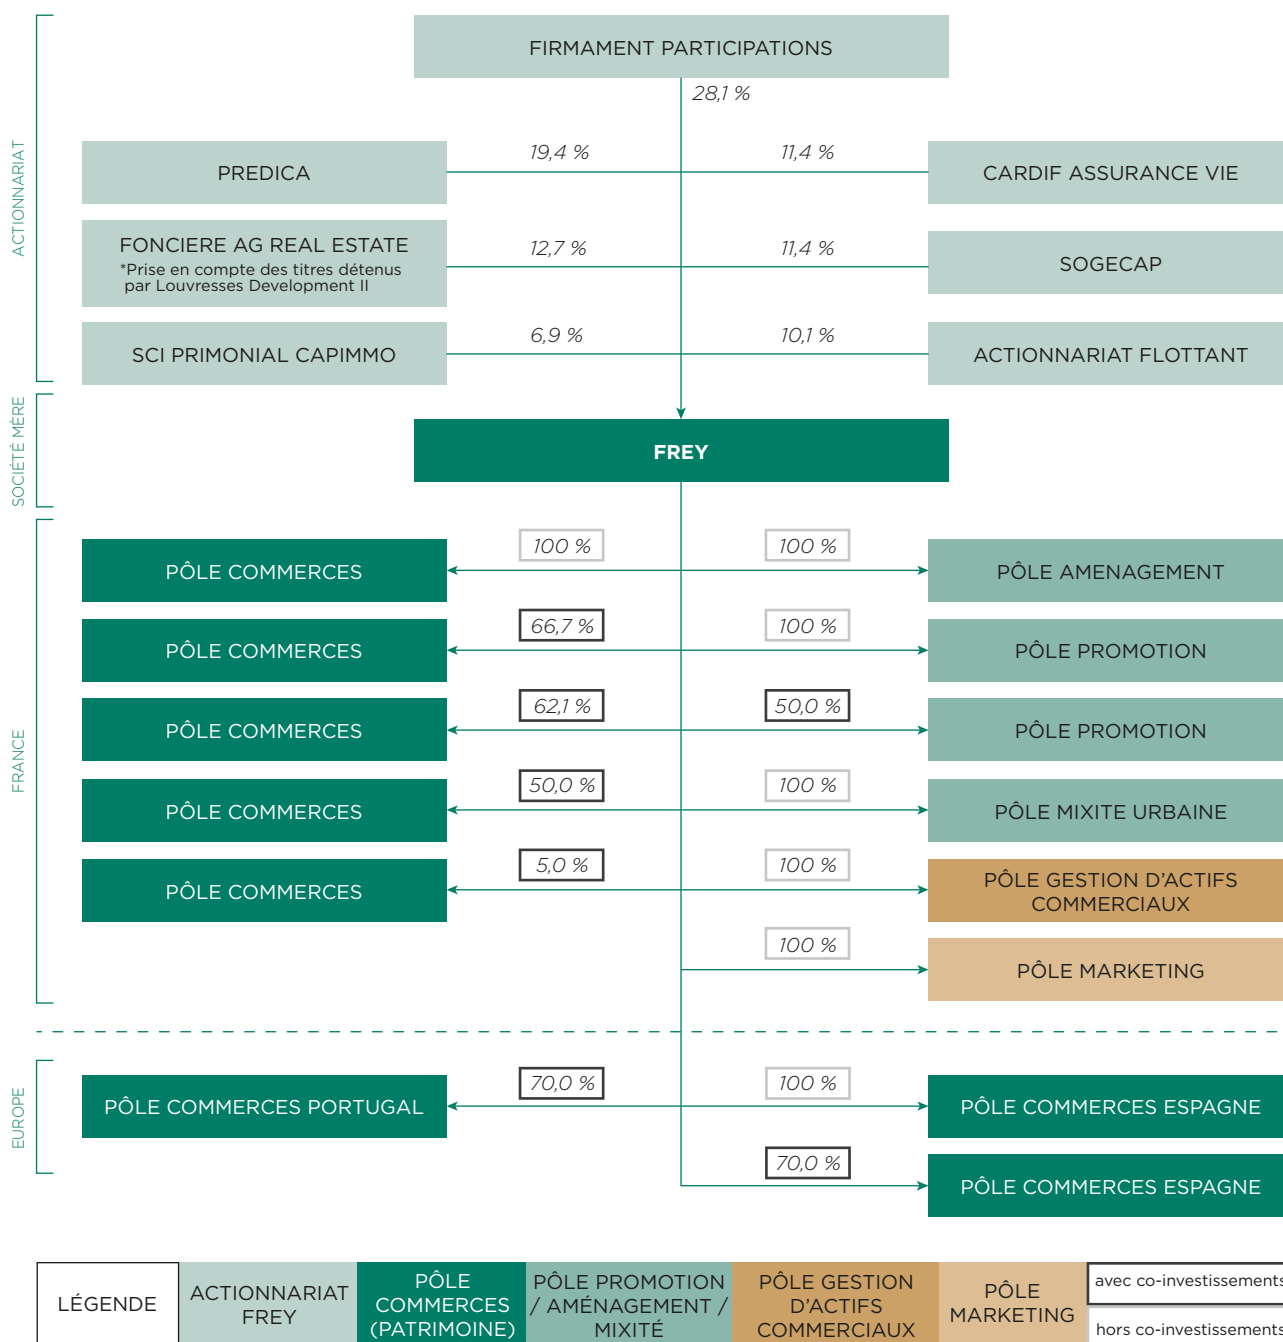 FIRMAMENT PARTICIPATIONS
28,1 %
ACTIONNARIAT
PREDICA
19,4 %
11,4 %
CARDIF ASSURANCE VIE
FONCIERE AG REAL ESTATE
*Prise en compte des titres détenus
par Louvresses Development II
12,7 %
11,4 %
SOGECAP
SCI PRIMONIAL CAPIMMO
6,9 %
10,1 %
ACTIONNARIAT FLOTTANT
SOCIÉTÉ MÈRE
FREY
FRANCE
PÔLE COMMERCES
100 %
100 %
PÔLE AMENAGEMENT
PÔLE COMMERCES
66,7 %
100 %
PÔLE PROMOTION
PÔLE COMMERCES
62,1 %
50,0 %
PÔLE PROMOTION
PÔLE COMMERCES
50,0 %
100 %
PÔLE MIXITE URBAINE
PÔLE COMMERCES
5,0 %
100 %
PÔLE GESTION D’ACTIFS
COMMERCIAUX
100 %
PÔLE MARKETING
EUROPE
PÔLE COMMERCES PORTUGAL
70,0 %
100 %
PÔLE COMMERCES ESPAGNE
70,0 %
PÔLE COMMERCES ESPAGNE
LÉGENDE
ACTIONNARIAT
FREY
PÔLE
COMMERCES
(PATRIMOINE)
PÔLE PROMOTION
/ AMÉNAGEMENT /
MIXITÉ
PÔLE GESTION
D’ACTIFS
COMMERCIAUX
PÔLE
MARKETING
avec co-investissements
hors co-investissements